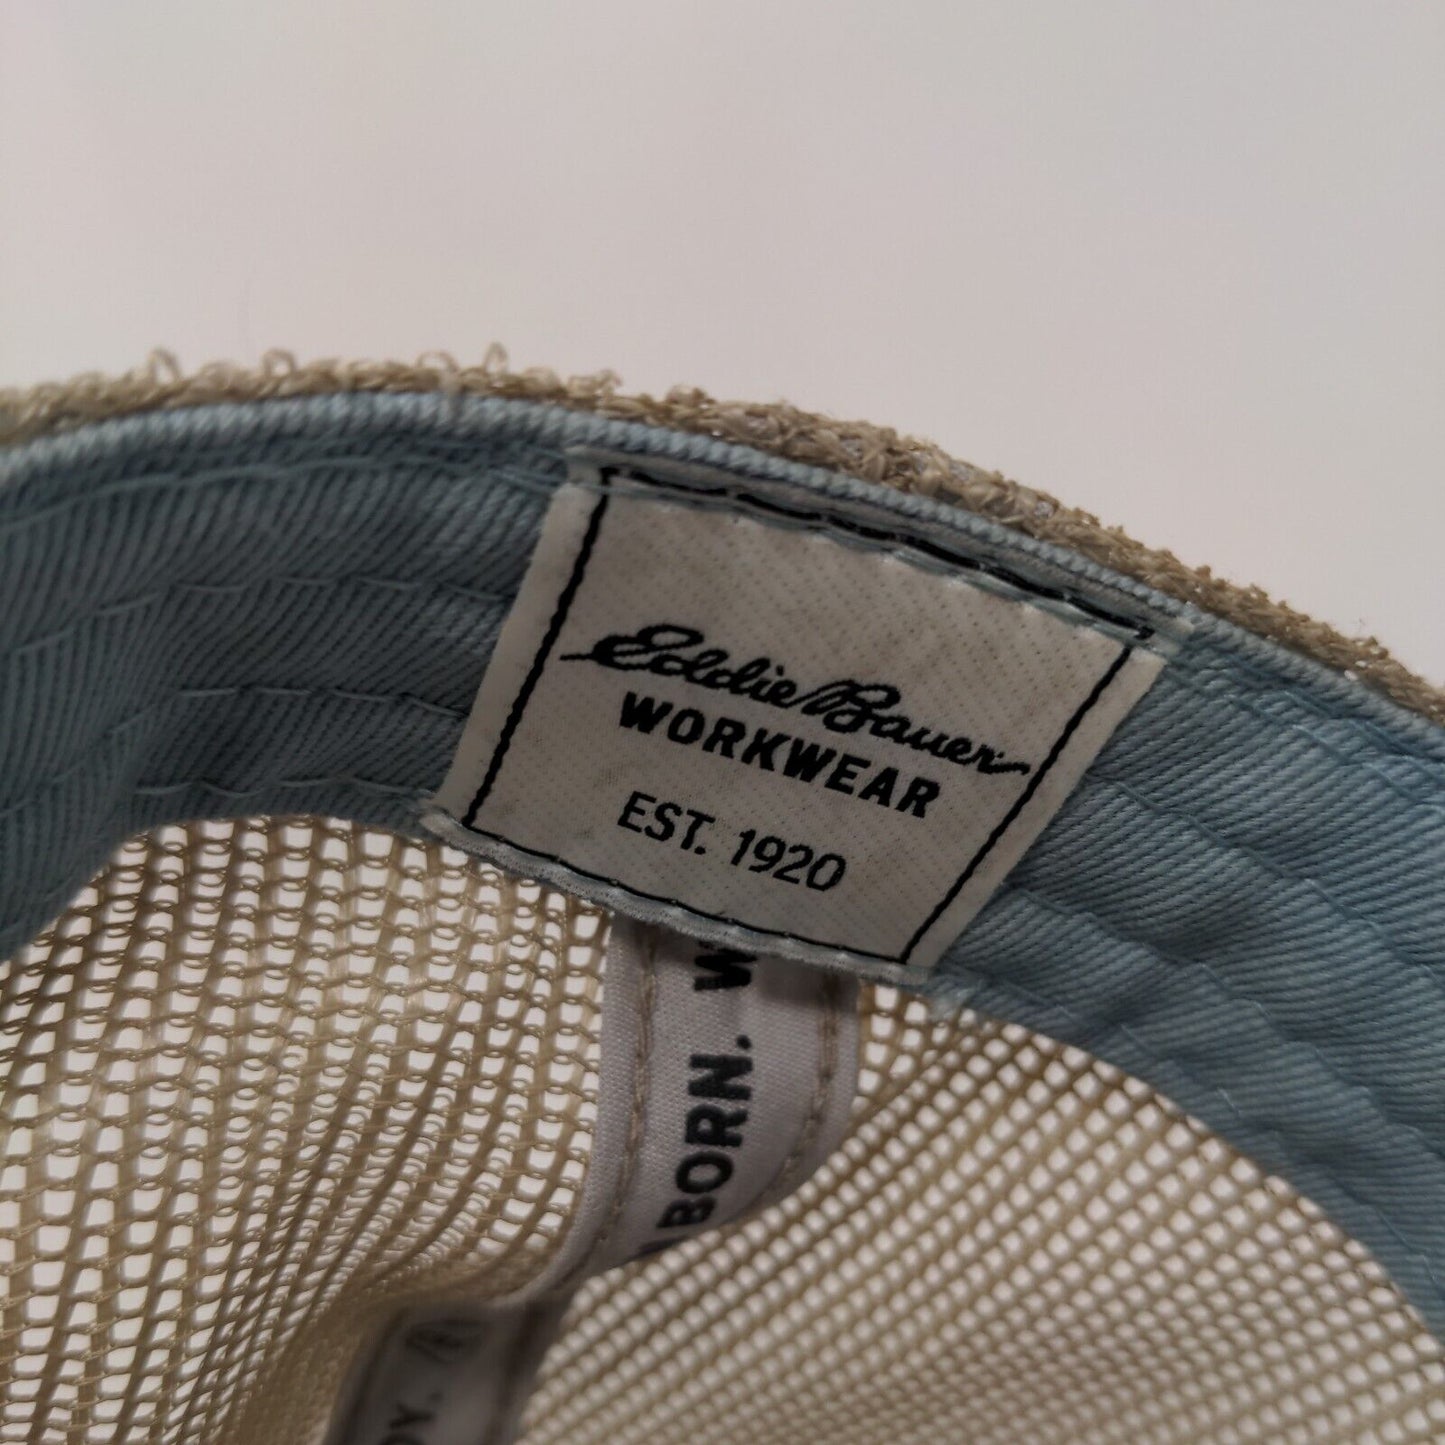 Eddie Bauer
WORKWEAR
EST. 1920
BORN.